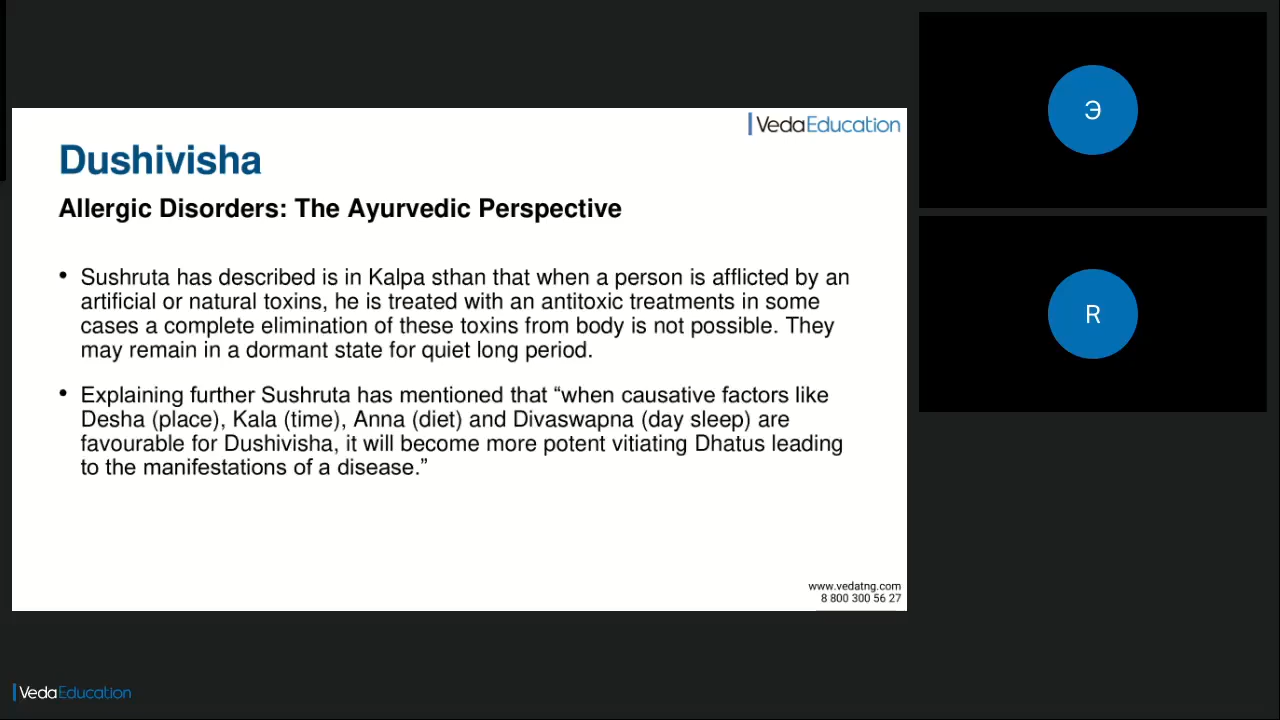 VedaEducation
Dushivisha
Allergic Disorders: The Ayurvedic Perspective
• Sushruta has described is in Kalpa sthan that when a person is afflicted by an
artificial or natural toxins, he is treated with an antitoxic treatments in some
cases a complete elimination of these toxins from body is not possible. They
may remain in a dormant state for quiet long period.
• Explaining further Sushruta has mentioned that “when causative factors like
Desha (place), Kala (time), Anna (diet) and Divaswapna (day sleep) are
favourable for Dushivisha, it will become more potent vitiating Dhatus leading
to the manifestations of a disease.”
www.vedatng.com
8 800 300 56 27
Э
R
VedaEducation